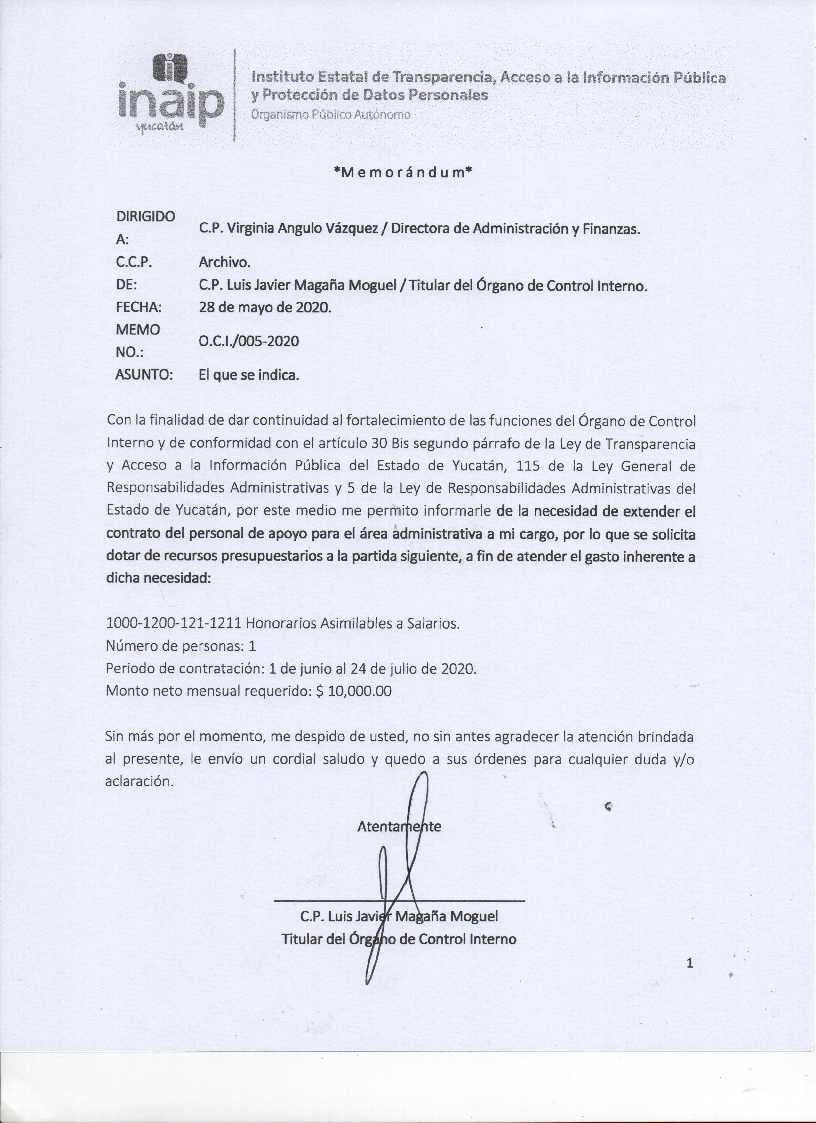 inaip
yucatán
Instituto Estatal de Transparencia, Acceso a la Información Pública
y Protección de Datos Personales
Organismo Público Autónomo
*Memorándum*
DIRIGIDO
A:
C.P. Virginia Angulo Vázquez / Directora de Administración y Finanzas.
C.C.P. Archivo.
DE: C.P. Luis Javier Magaña Moguel / Titular del Órgano de Control Interno.
FECHA: 28 de mayo de 2020.
MEMO
NO.:
O.C.I./005-2020
ASUNTO: El que se indica.
Con la finalidad de dar continuidad al fortalecimiento de las funciones del Órgano de Control
Interno y de conformidad con el artículo 30 Bis segundo párrafo de la Ley de Transparencia
y Acceso a la Información Pública del Estado de Yucatán, 115 de la Ley General de
Responsabilidades Administrativas y 5 de la Ley de Responsabilidades Administrativas del
Estado de Yucatán, por este medio me permito informarle de la necesidad de extender el
contrato del personal de apoyo para el área administrativa a mi cargo, por lo que se solicita
dotar de recursos presupuestarios a la partida siguiente, a fin de atender el gasto inherente a
dicha necesidad:
1000-1200-121-1211 Honorarios Asimilables a Salarios.
Número de personas: 1
Periodo de contratación: 1 de junio al 24 de julio de 2020.
Monto neto mensual requerido: $ 10,000.00
Sin más por el momento, me despido de usted, no sin antes agradecer la atención brindada
al presente, le envío un cordial saludo y quedo a sus órdenes para cualquier duda y/o
aclaración.
Atentamente
C.P. Luis Javier Magaña Moguel
Titular del Órgano de Control Interno
1